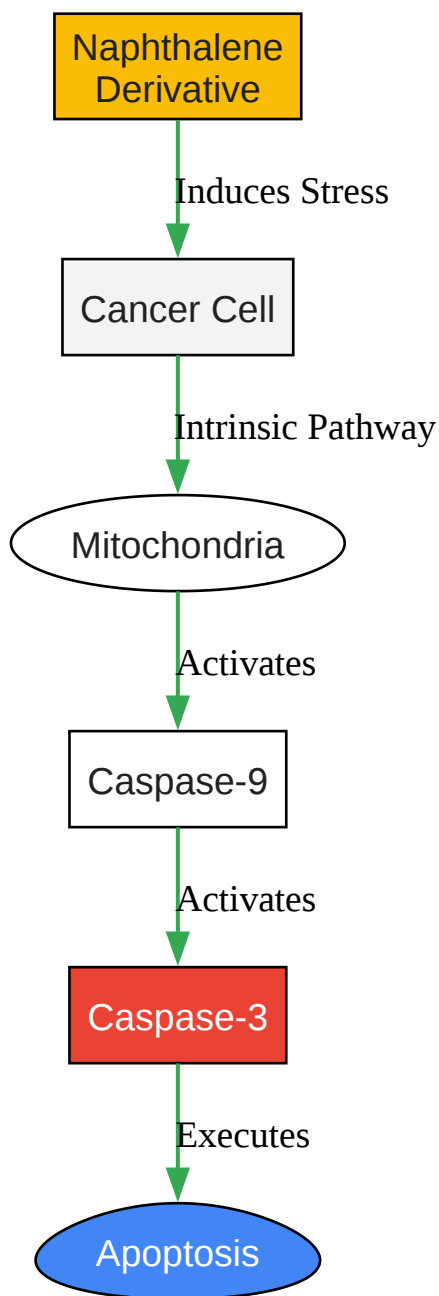 Naphthalene
Derivative
Induces Stress
Cancer Cell
Intrinsic Pathway
Mitochondria
Activates
Caspase-9
Activates
Caspase-3
Executes
Apoptosis